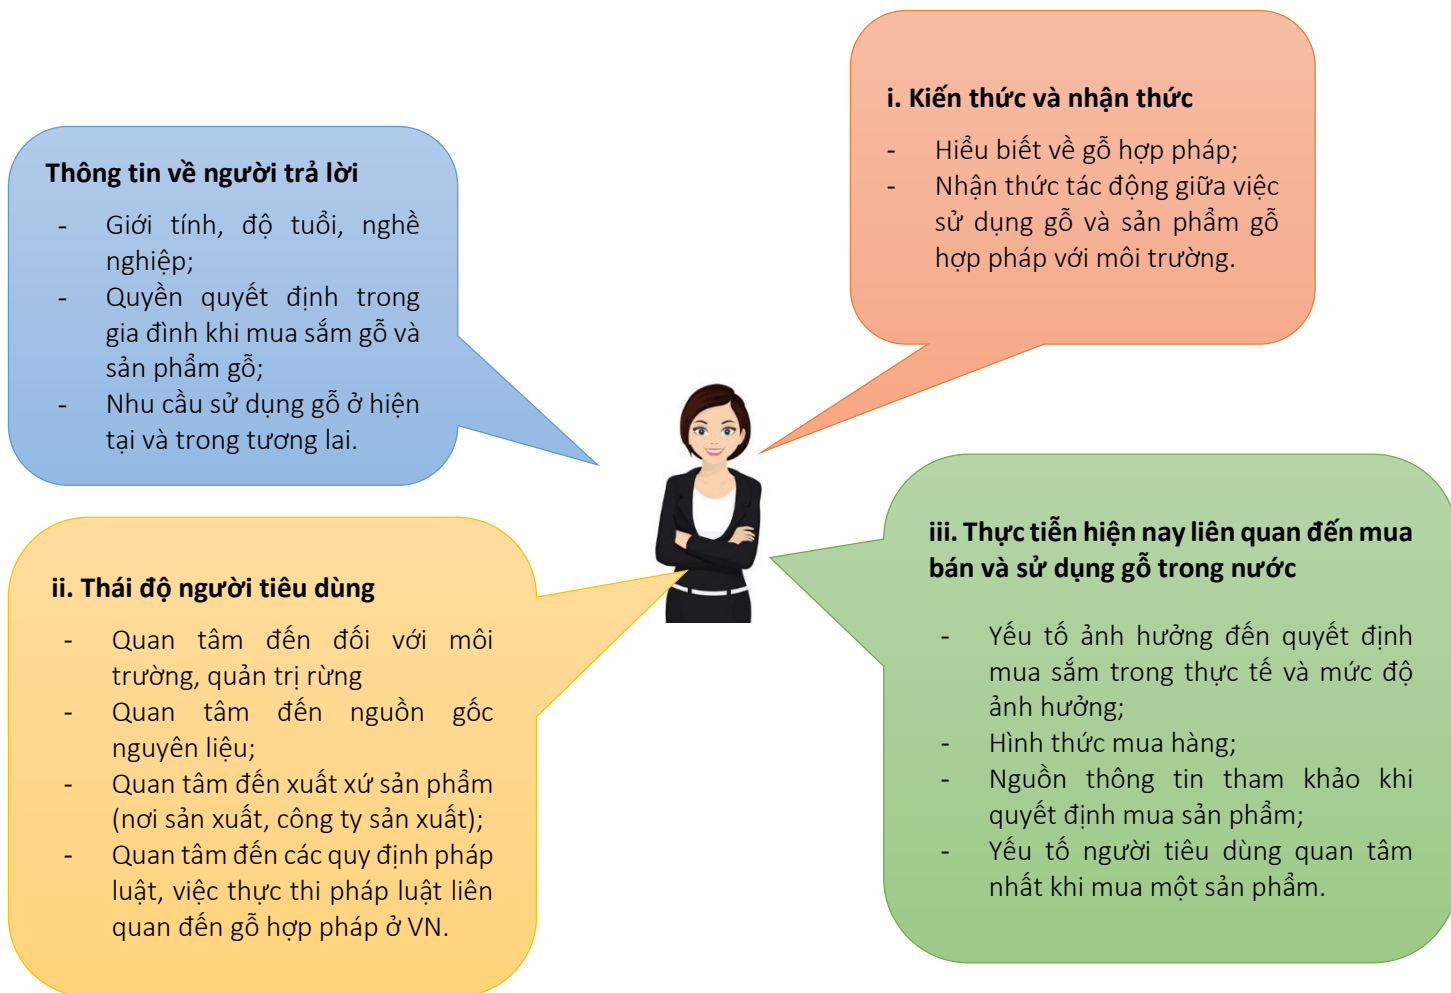 Thông tin về người trả lời
- Giới tính, độ tuổi, nghề
nghiệp;
- Quyền quyết định trong
gia đình khi mua sắm gỗ và
sản phẩm gỗ;
- Nhu cầu sử dụng gỗ ở hiện
tại và trong tương lai.
i. Kiến thức và nhận thức
- Hiểu biết về gỗ hợp pháp;
- Nhận thức tác động giữa việc
sử dụng gỗ và sản phẩm gỗ
hợp pháp với môi trường.
ii. Thái độ người tiêu dùng
- Quan tâm đến đối với môi
trường, quản trị rừng
- Quan tâm đến nguồn gốc
nguyên liệu;
- Quan tâm đến xuất xứ sản phẩm
(nơi sản xuất, công ty sản xuất);
- Quan tâm đến các quy định pháp
luật, việc thực thi pháp luật liên
quan đến gỗ hợp pháp ở VN.
iii. Thực tiễn hiện nay liên quan đến mua
bán và sử dụng gỗ trong nước
- Yếu tố ảnh hưởng đến quyết định
mua sắm trong thực tế và mức độ
ảnh hưởng;
- Hình thức mua hàng;
- Nguồn thông tin tham khảo khi
quyết định mua sản phẩm;
- Yếu tố người tiêu dùng quan tâm
nhất khi mua một sản phẩm.